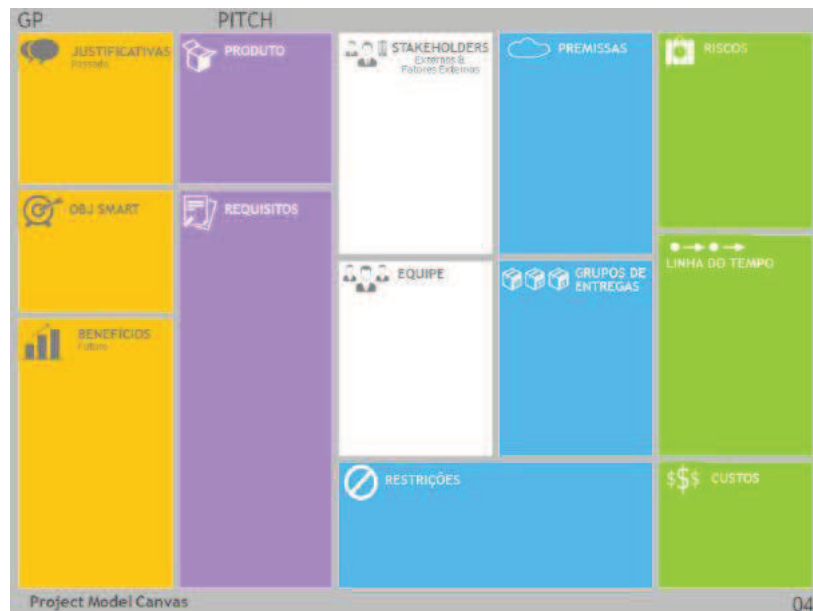 GP
PITCH
JUSTIFICATIVAS
Passado
PRODUTO
STAKEHOLDERS
Externos &
Fatores Externos
PREMISSAS
RISCOS
OBJ SMART
REQUISITOS
EQUIPE
GRUPOS DE
ENTREGAS
LINHA DO TEMPO
BENEFÍCIOS
Futuro
RESTRIÇÕES
$$$ CUSTOS
Project Model Canvas
04